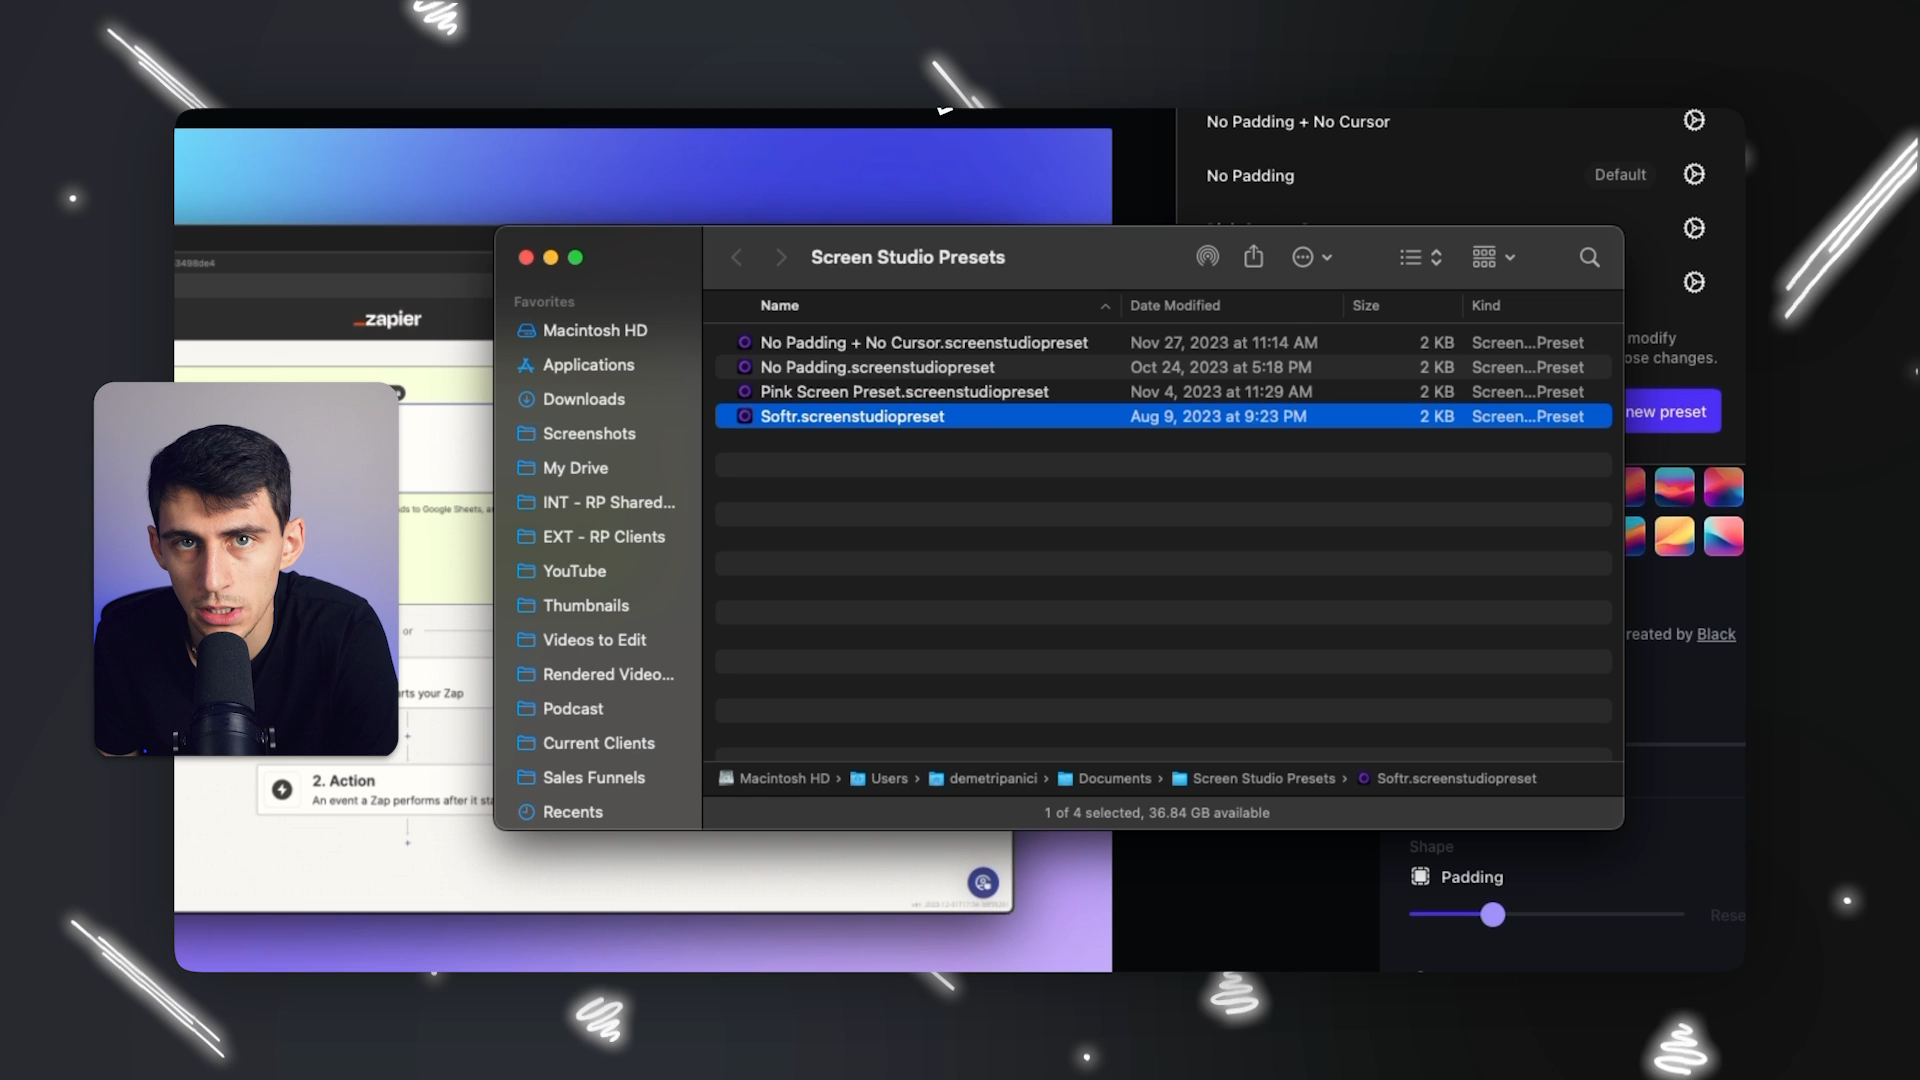 No Padding + No Cursor
No Padding
Default
3498de4
zapier
Screen Studio Presets
Favorites
Macintosh HD
Applications
Downloads
Screenshots
My Drive
INT - RP Shared...
EXT - RP Clients
YouTube
Thumbnails
Videos to Edit
Rendered Video...
Podcast
Current Clients
Sales Funnels
Recents
Name
Date Modified
Size
Kind
No Padding + No Cursor.screenstudiopreset
Nov 27, 2023 at 11:14 AM
2 KB
Screen...Preset
No Padding.screenstudiopreset
Oct 24, 2023 at 5:18 PM
2 KB
Screen...Preset
Pink Screen Preset.screenstudiopreset
Nov 4, 2023 at 11:29 AM
2 KB
Screen...Preset
Softr.screenstudiopreset
Aug 9, 2023 at 9:23 PM
2 KB
Screen...Preset
Macintosh HD › Users › demetripanici › Documents › Screen Studio Presets › Softr.screenstudiopreset
1 of 4 selected, 36.84 GB available
modify
ose changes.
new preset
reated by Black
ds to Google Sheets, a
or
rts your Zap
2. Action
An event a Zap performs after it sta
Shape
Padding
Rese